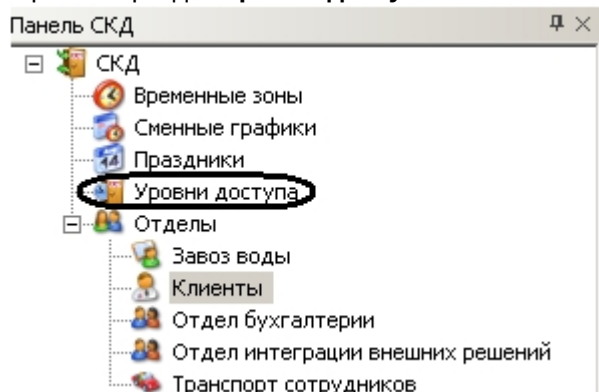 Панель СКД
СКД
Временные зоны
Сменные графики
Праздники
Уровни доступа
Отделы
Завоз воды
Клиенты
Отдел бухгалтерии
Отдел интеграции внешних решений
Транспорт сотрудников